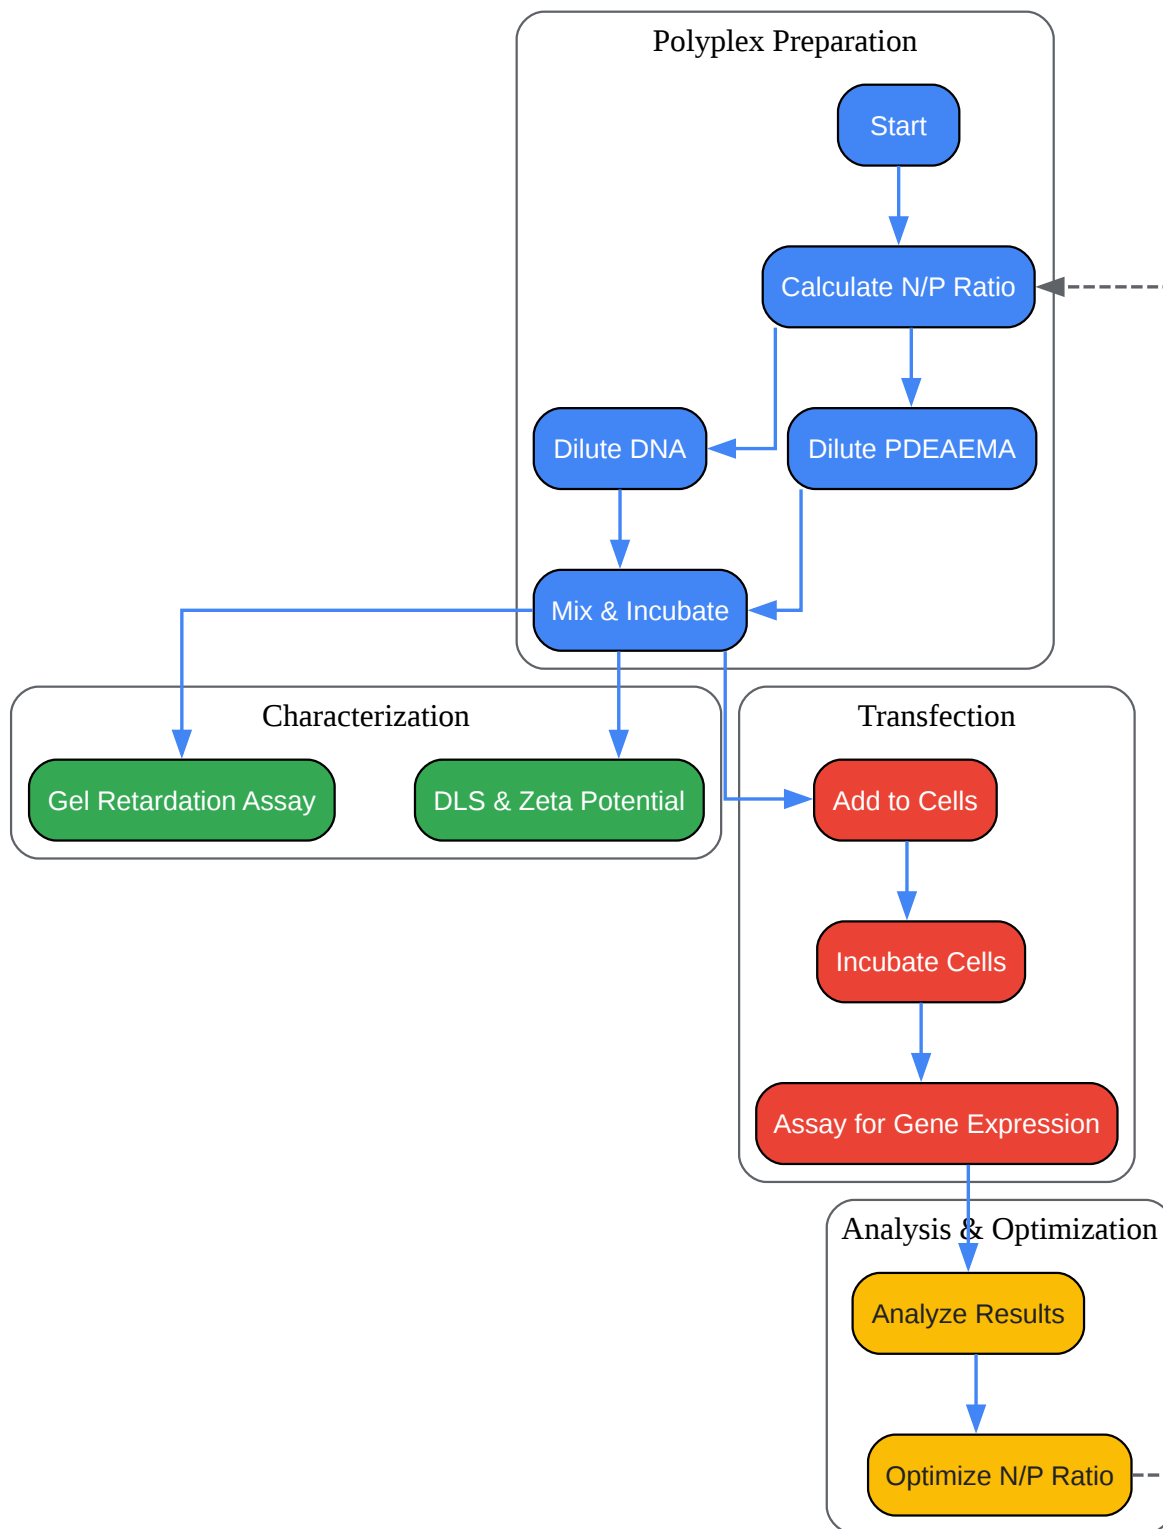 Polyplex Preparation
Start
Calculate N/P Ratio
Dilute DNA
Dilute PDEAEMA
Mix & Incubate
Characterization
Gel Retardation Assay
DLS & Zeta Potential
Transfection
Add to Cells
Incubate Cells
Assay for Gene Expression
Analysis & Optimization
Analyze Results
Optimize N/P Ratio